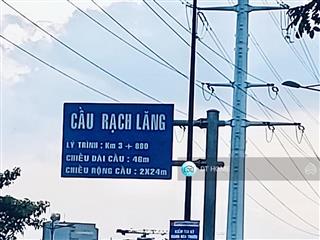 CẦU RẠCH LĂNG
LÝ TRÌNH : Km 3 + 880
CHIỀU DÀI CẦU : 46m
CHIỀU RỘNG CẦU : 2X24m